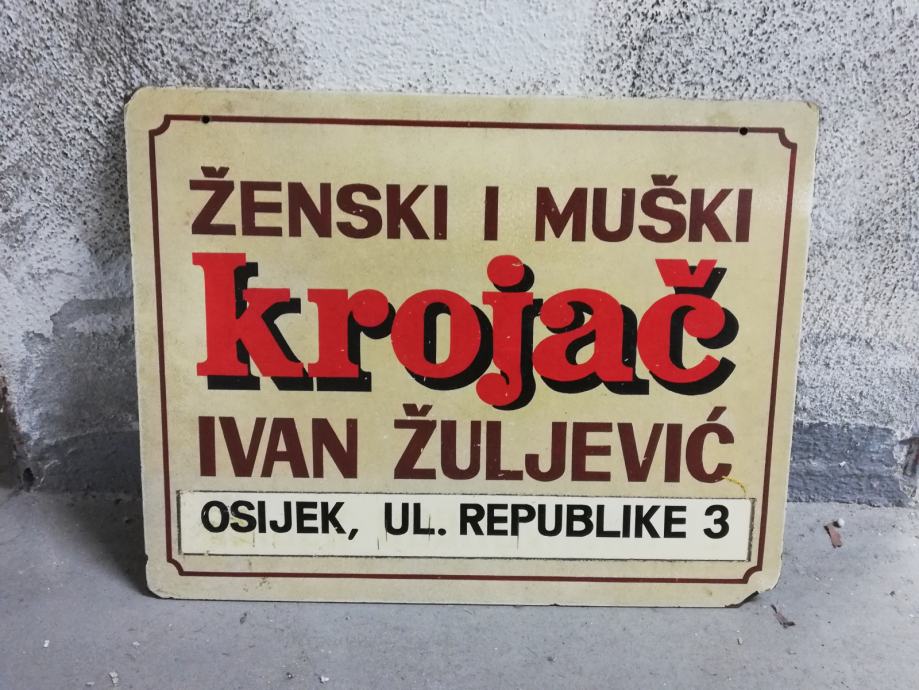 ŽENSKI I MUŠKI
krojač
IVAN ŽULJEVIĆ
OSIJEK, UL. REPUBLIKE 3